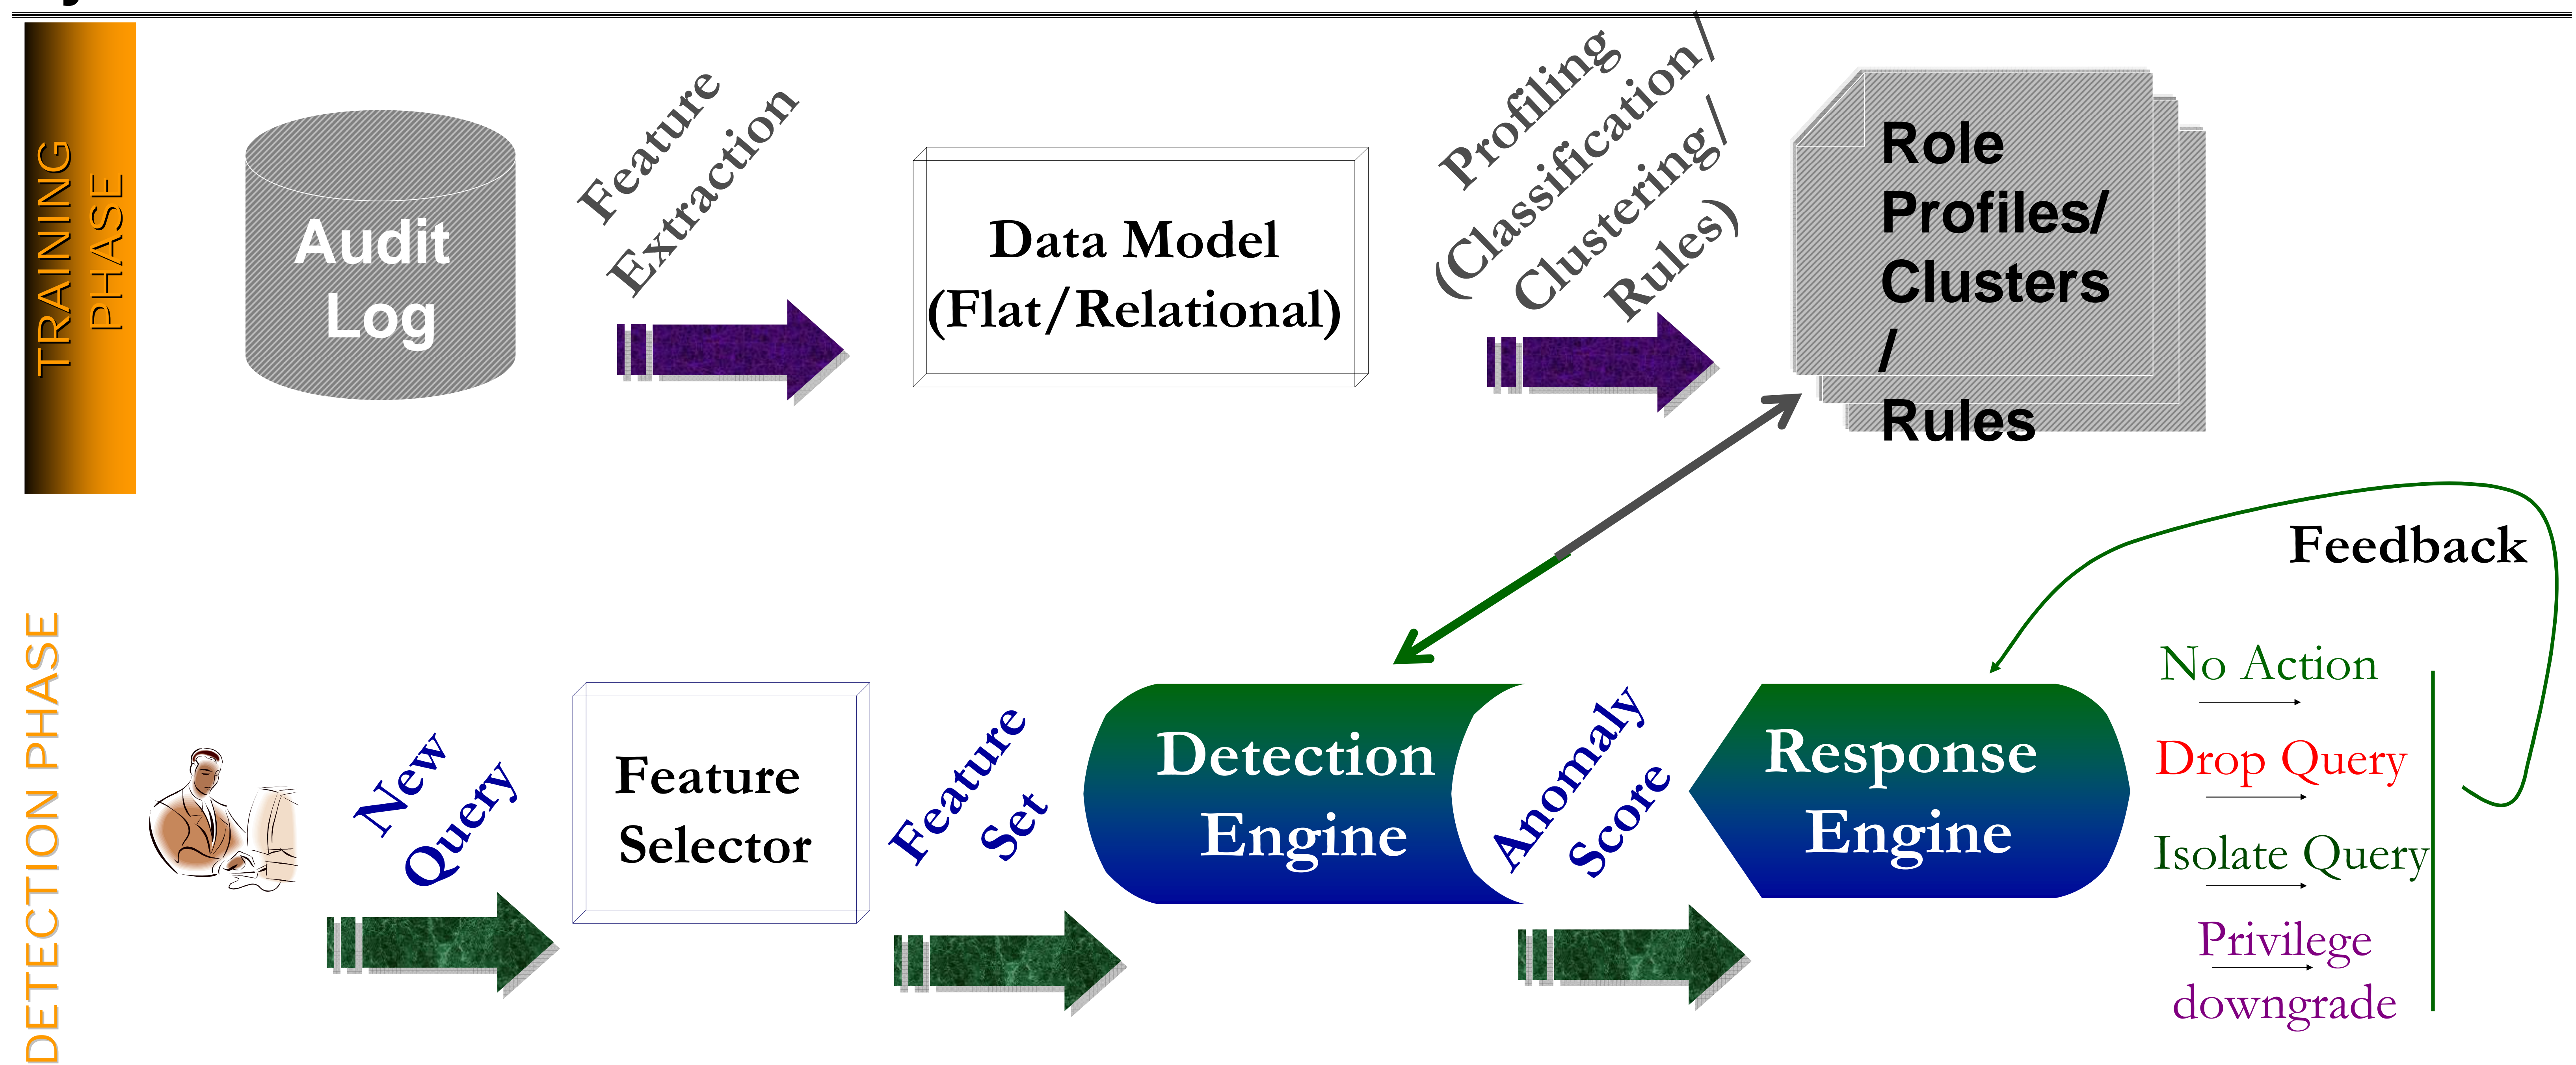 TRAINING
PHASE
Audit
Log
Feature
Extraction
Data Model
(Flat/Relational)
Profiling
(Classification/
Clustering/
Rules)
Role
Profiles/
Clusters
/
Rules
Feedback
DETECTION PHASE
New
Query
Feature
Selector
Feature
Set
Detection
Engine
Anomaly
Score
Response
Engine
No Action
Drop Query
Isolate Query
Privilege
downgrade